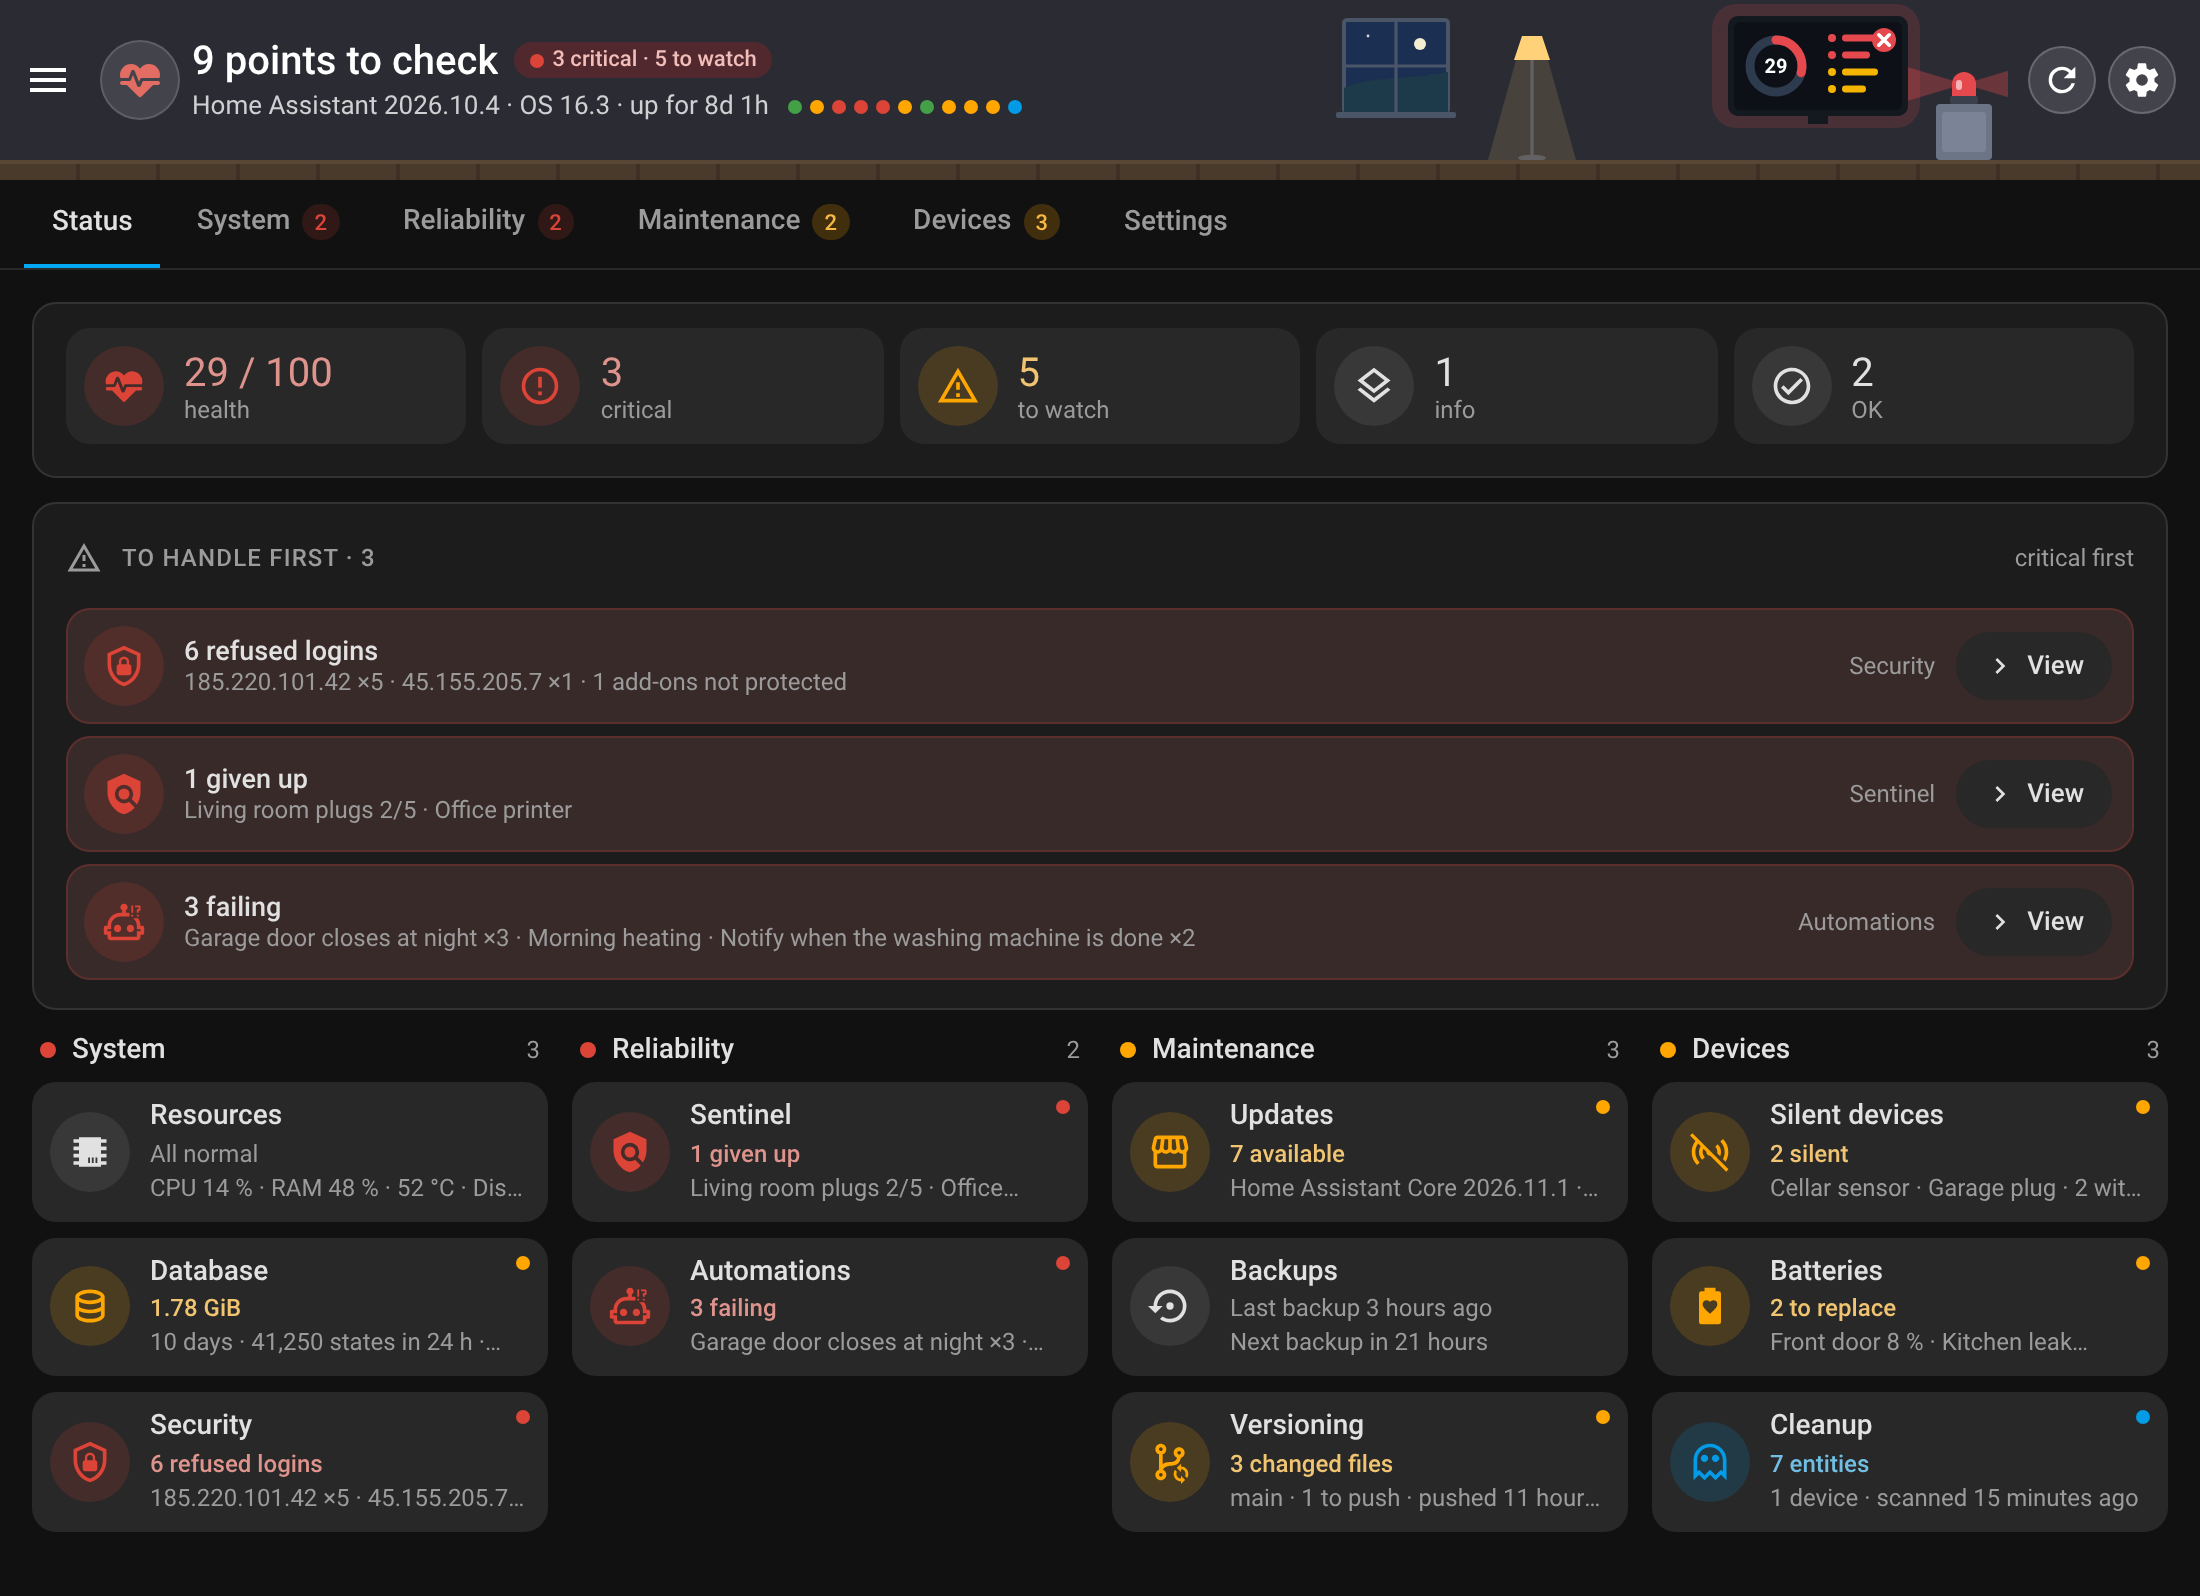 9 points to check
3 critical · 5 to watch
Home Assistant 2026.10.4 · OS 16.3 · up for 8d 1h
29
Status
System 2
Reliability 2
Maintenance 2
Devices 3
Settings
29 / 100
health
3
critical
5
to watch
1
info
2
OK
TO HANDLE FIRST · 3
critical first
6 refused logins
185.220.101.42 ×5 · 45.155.205.7 ×1 · 1 add-ons not protected
Security
View
1 given up
Living room plugs 2/5 · Office printer
Sentinel
View
3 failing
Garage door closes at night ×3 · Morning heating · Notify when the washing machine is done ×2
Automations
View
System 3
Resources
All normal
CPU 14 % · RAM 48 % · 52 °C · Dis...
Database
1.78 GiB
10 days · 41,250 states in 24 h ·...
Security
6 refused logins
185.220.101.42 ×5 · 45.155.205.7...
Reliability 2
Sentinel
1 given up
Living room plugs 2/5 · Office...
Automations
3 failing
Garage door closes at night ×3 ·...
Maintenance 3
Updates
7 available
Home Assistant Core 2026.11.1 ·...
Backups
Last backup 3 hours ago
Next backup in 21 hours
Versioning
3 changed files
main · 1 to push · pushed 11 hour...
Devices 3
Silent devices
2 silent
Cellar sensor · Garage plug · 2 wit...
Batteries
2 to replace
Front door 8 % · Kitchen leak...
Cleanup
7 entities
1 device · scanned 15 minutes ago